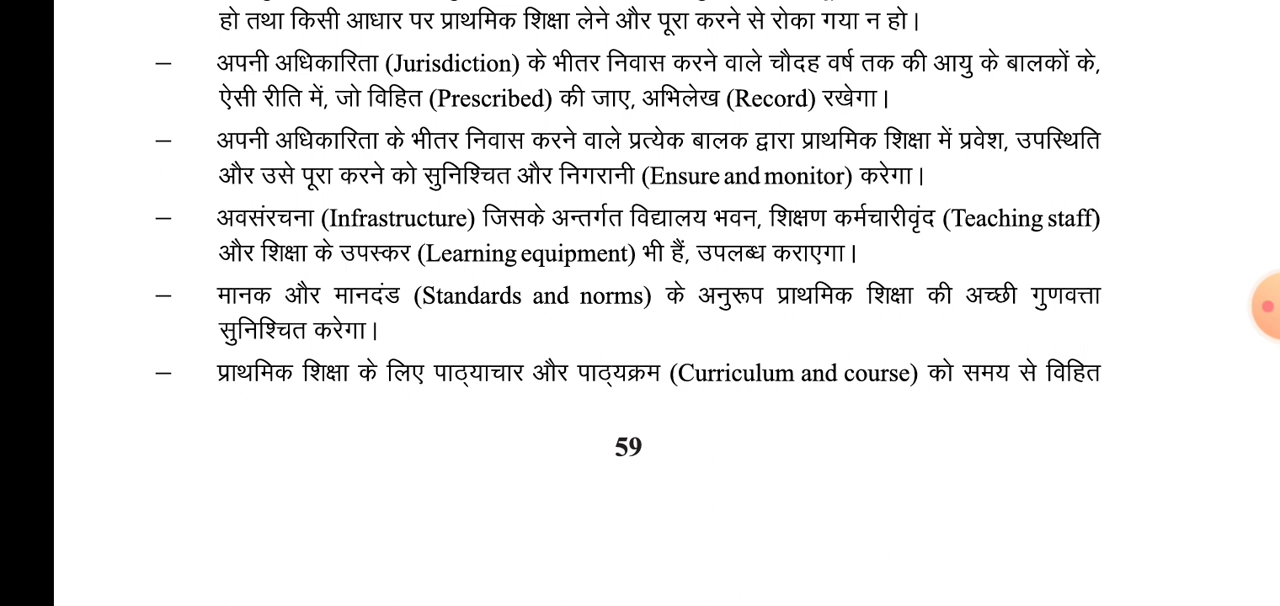 हो तथा किसी आधार पर प्राथमिक शिक्षा लेने और पूरा करने से रोका गया न हो।
– अपनी अधिकारिता (Jurisdiction) के भीतर निवास करने वाले चौदह वर्ष तक की आयु के बालकों के,
ऐसी रीति में, जो विहित (Prescribed) की जाए, अभिलेख (Record) रखेगा।
– अपनी अधिकारिता के भीतर निवास करने वाले प्रत्येक बालक द्वारा प्राथमिक शिक्षा में प्रवेश, उपस्थिति
और उसे पूरा करने को सुनिश्चित और निगरानी (Ensure and monitor) करेगा।
– अवसंरचना (Infrastructure) जिसके अन्तर्गत विद्यालय भवन, शिक्षण कर्मचारीवृंद (Teaching staff)
और शिक्षा के उपस्कर (Learning equipment) भी हैं, उपलब्ध कराएगा।
– मानक और मानदंड (Standards and norms) के अनुरूप प्राथमिक शिक्षा की अच्छी गुणवत्ता
सुनिश्चित करेगा।
– प्राथमिक शिक्षा के लिए पाठ्याचार और पाठ्यक्रम (Curriculum and course) को समय से विहित
59